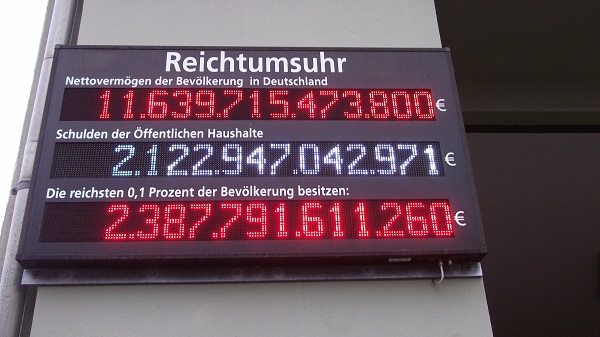 Reichtumsuhr
Nettovermögen der Bevölkerung in Deutschland
11.639.715.473.800 €
Schulden der Öffentlichen Haushalte
2.122.947.042.971 €
Die reichsten 0,1 Prozent der Bevölkerung besitzen:
2.387.791.611.260 €